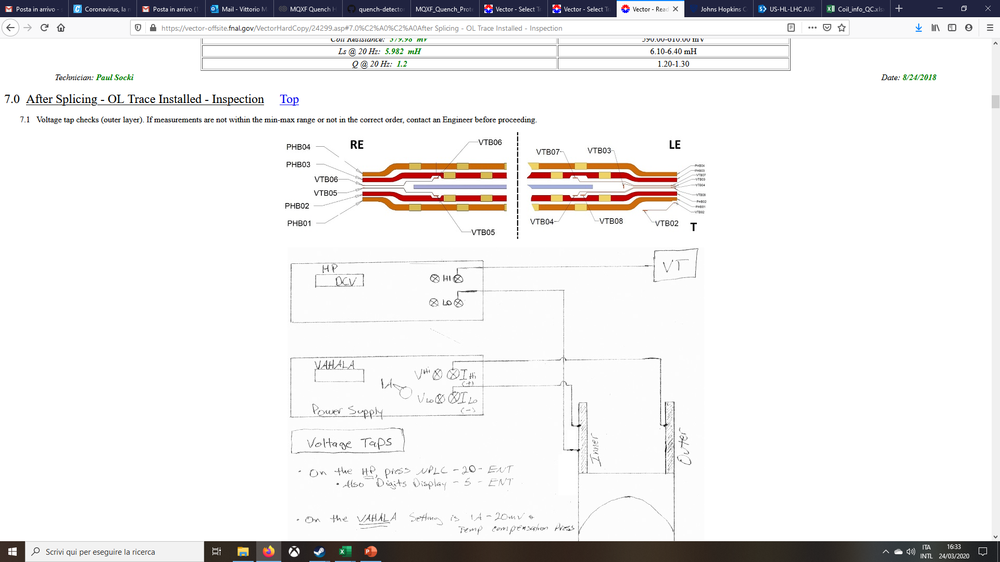 Posta in arrivo - s
Coronavirus, la n
Posta in arrivo (1
Mail - Vittorio M
MQXF Quench H
quench-detector
MQXF_Quench_Prote
Vector - Select Tr
Vector - Select Tr
Vector - Read
Johns Hopkins C
US-HL-LHC AUP
Coil_info_QC.xlsx
https://vector-offsite.fnal.gov/VectorHardCopy/24299.asp#7.0%C2%A0%C2%A0After Splicing - OL Trace Installed - Inspection
Coil Resistance: 579.98 mV
590.00-610.00 mV
Ls @ 20 Hz: 5.982 mH
6.10-6.40 mH
Q @ 20 Hz: 1.2
1.20-1.30
Technician: Paul Socki
Date: 8/24/2018
7.0 After Splicing - OL Trace Installed - Inspection Top
7.1 Voltage tap checks (outer layer). If measurements are not within the min-max range or not in the correct order, contact an Engineer before proceeding.
RE
LE
PHB04
PHB03
VTB06
VTB05
PHB02
PHB01
VTB06
VTB05
VTB07
VTB03
VTB04
VTB08
VTB02
T
PHB04
PHB03
VTB07
VTB03
VTB04
VTB08
PHB02
PHB01
VTB02
HP
DCV
HI
LO
VT
VAHALA
1A
VHi
IHi
(+)
VLO
ILo
(-)
Power Supply
Inner
Outer
Voltage Taps
· On the HP, press NPLC - 20 - ENT
• Also Digits Display - 5 - ENT
· On the VAHALA Setting is 1A - 20mV +
Temp compensation Press
Scrivi qui per eseguire la ricerca
ITA
INTL
16:33
24/03/2020